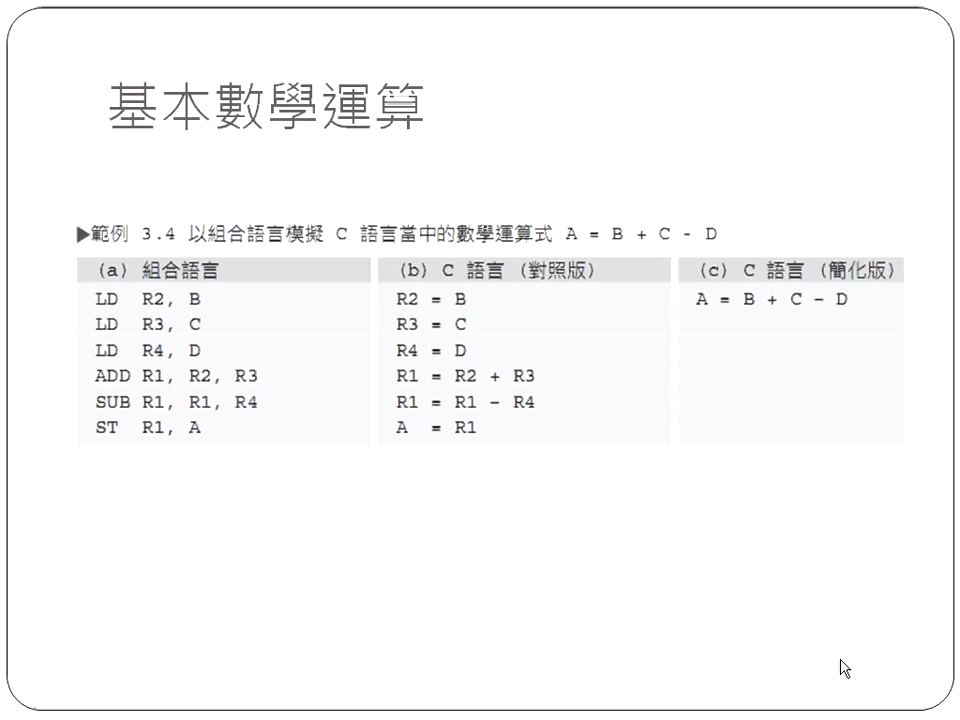 基本數學運算
▶範例 3.4 以組合語言模擬 C 語言當中的數學運算式 A = B + C - D
(a) 組合語言 (b) C 語言 (對照版) (c) C 語言 (簡化版)
LD R2, B R2 = B A = B + C - D
LD R3, C R3 = C
LD R4, D R4 = D
ADD R1, R2, R3 R1 = R2 + R3
SUB R1, R1, R4 R1 = R1 - R4
ST R1, A A = R1